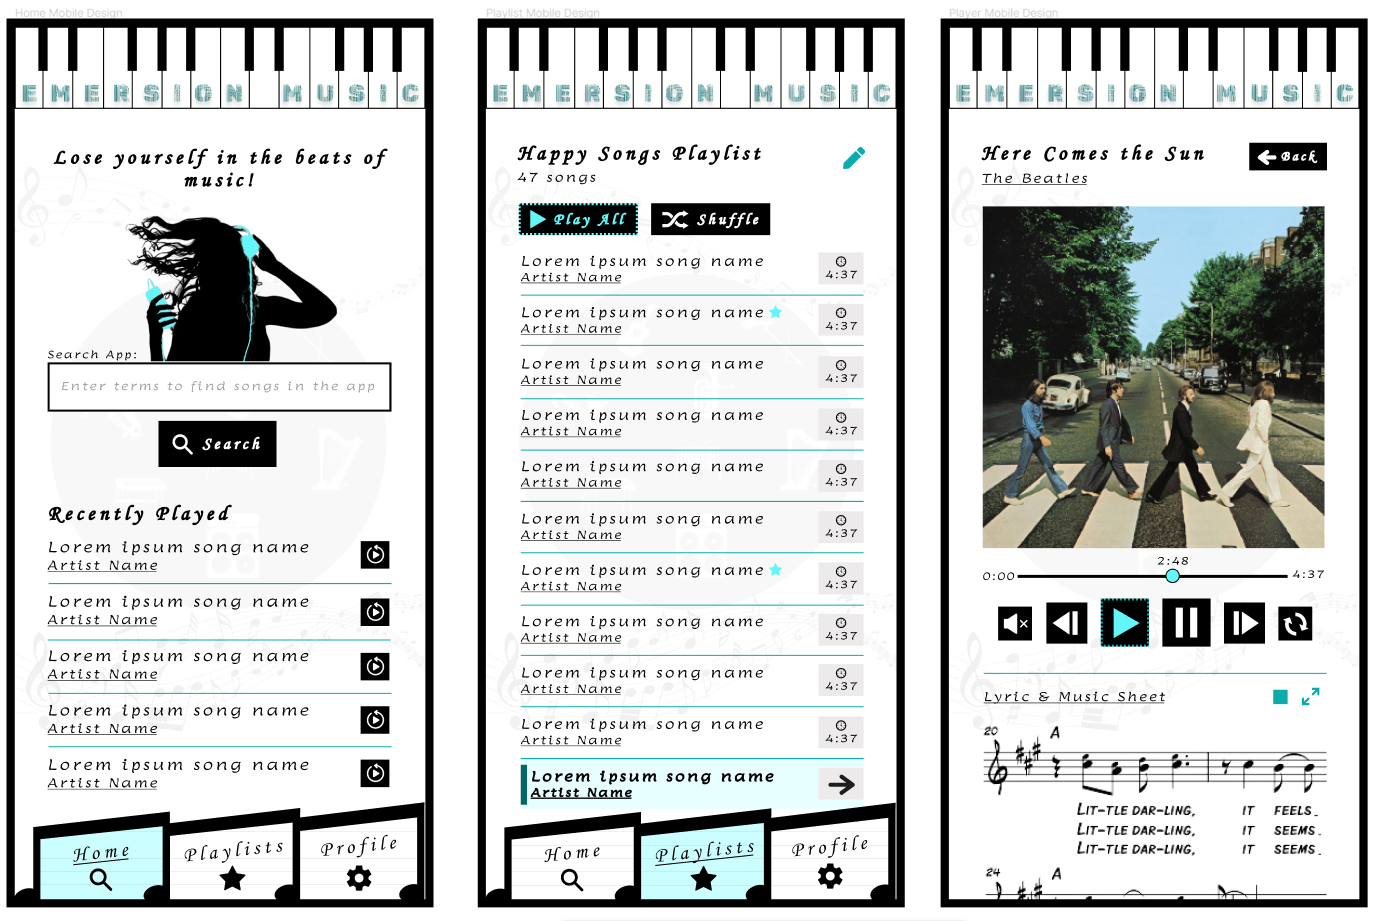 Home Mobile Design
EMERSION MUSIC
Lose yourself in the beats of
music!
Search App:
Enter terms to find songs in the app
Search
Recently Played
Lorem ipsum song name
Artist Name
Lorem ipsum song name
Artist Name
Lorem ipsum song name
Artist Name
Lorem ipsum song name
Artist Name
Lorem ipsum song name
Artist Name
Home
Playlists
Profile
Playlist Mobile Design
EMERSION MUSIC
Happy Songs Playlist
47 songs
Play All
Shuffle
Lorem ipsum song name
Artist Name
4:37
Lorem ipsum song name
Artist Name
4:37
Lorem ipsum song name
Artist Name
4:37
Lorem ipsum song name
Artist Name
4:37
Lorem ipsum song name
Artist Name
4:37
Lorem ipsum song name
Artist Name
4:37
Lorem ipsum song name
Artist Name
4:37
Lorem ipsum song name
Artist Name
4:37
Lorem ipsum song name
Artist Name
4:37
Lorem ipsum song name
Artist Name
4:37
Lorem ipsum song name
Artist Name
Home
Playlists
Profile
Player Mobile Design
EMERSION MUSIC
Here Comes the Sun
Back
The Beatles
2:48
0:00
4:37
Lyric & Music Sheet
20 A
LIT-TLE DAR-LING, IT FEELS_
LIT-TLE DAR-LING, IT SEEMS_
LIT-TLE DAR-LING, IT SEEMS_
24 A